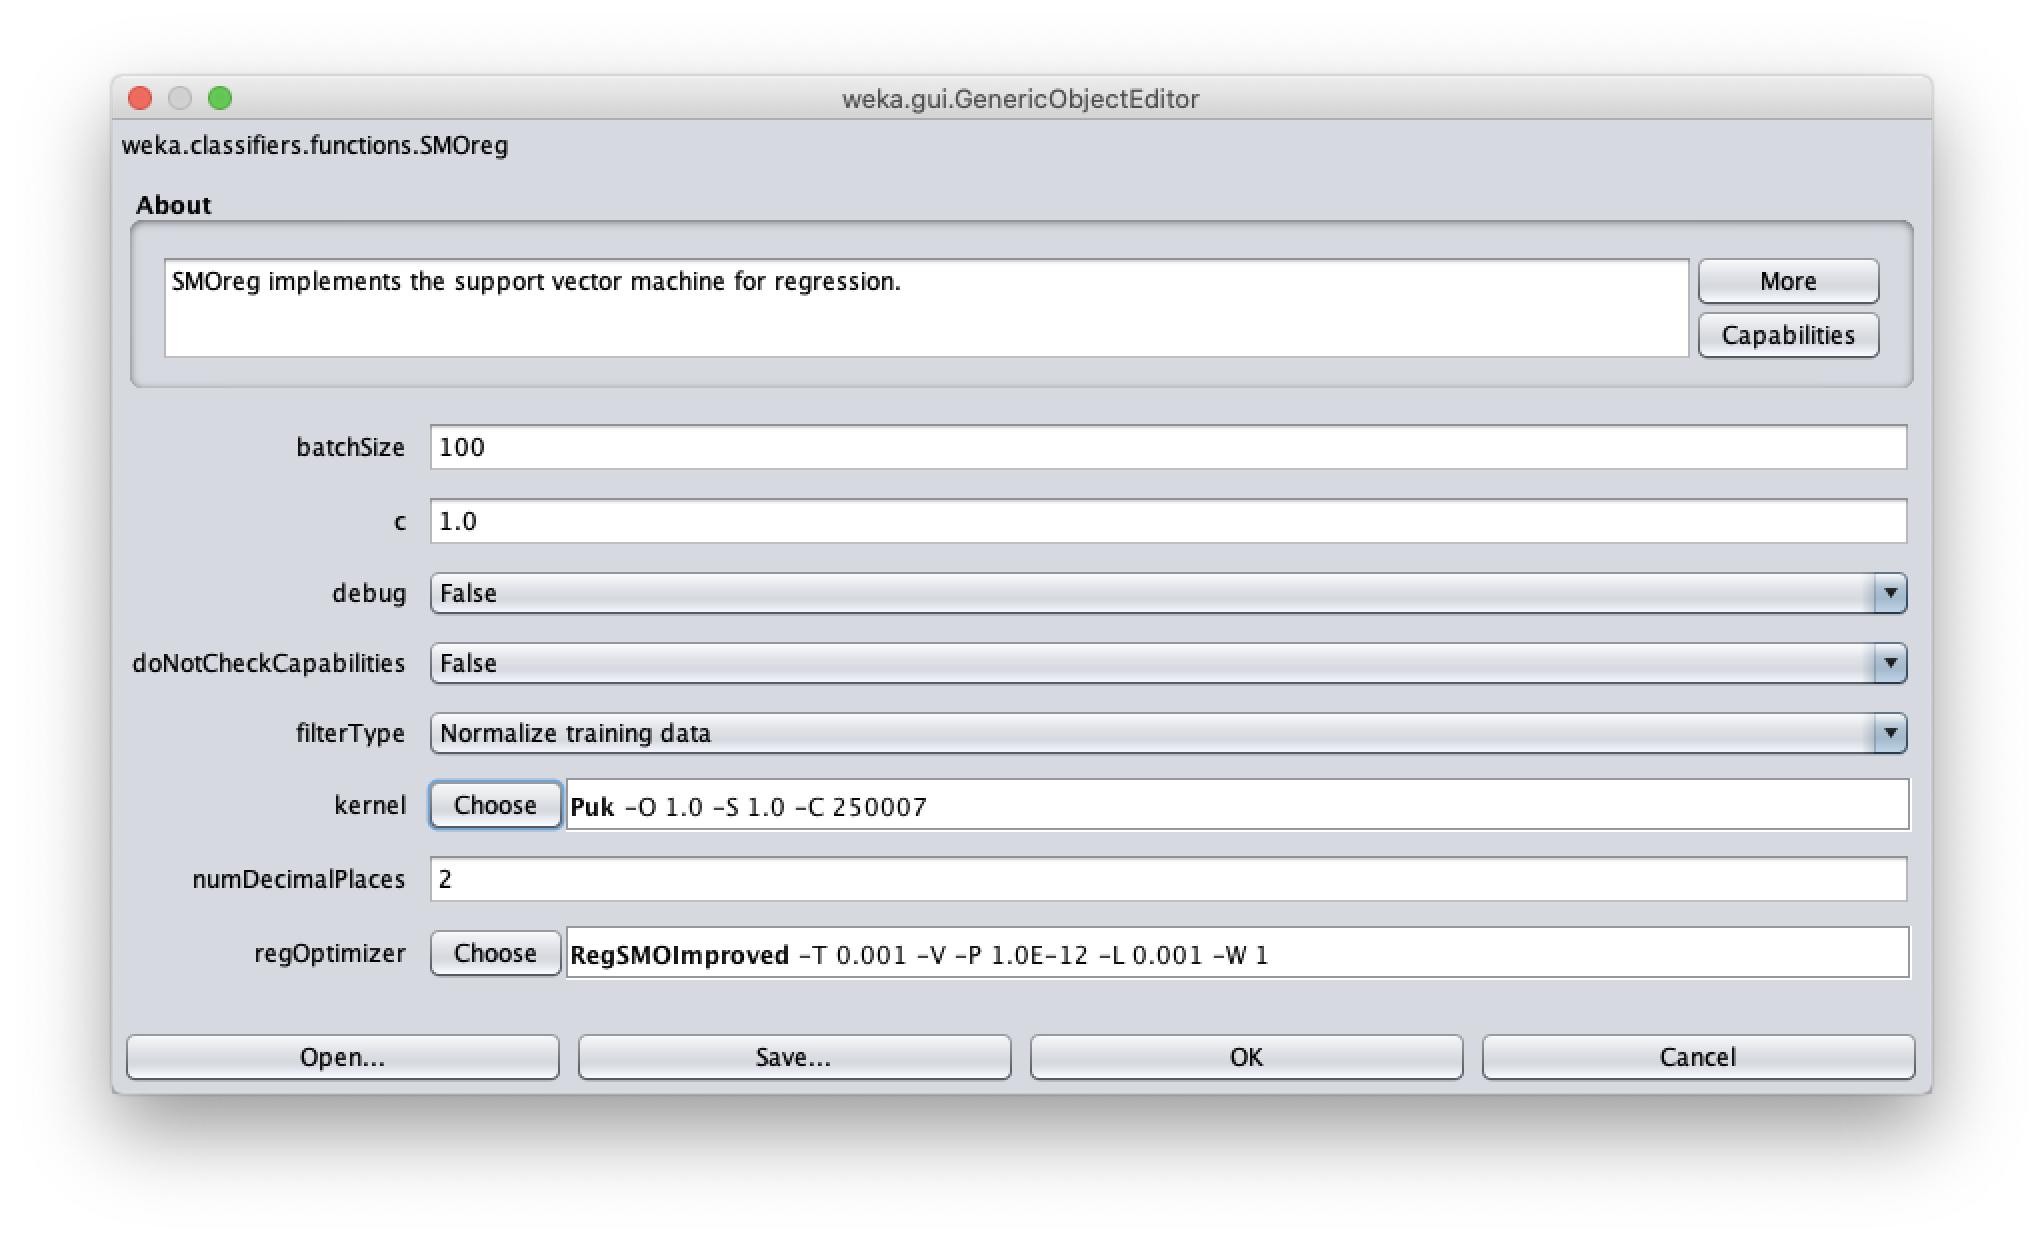 weka.gui.GenericObjectEditor
weka.classifiers.functions.SMOreg
About
SMOreg implements the support vector machine for regression.
More
Capabilities
batchSize 100
c 1.0
debug False
doNotCheckCapabilities False
filterType Normalize training data
kernel Choose Puk -O 1.0 -S 1.0 -C 250007
numDecimalPlaces 2
regOptimizer Choose RegSMOImproved -T 0.001 -V -P 1.0E-12 -L 0.001 -W 1
Open... Save... OK Cancel